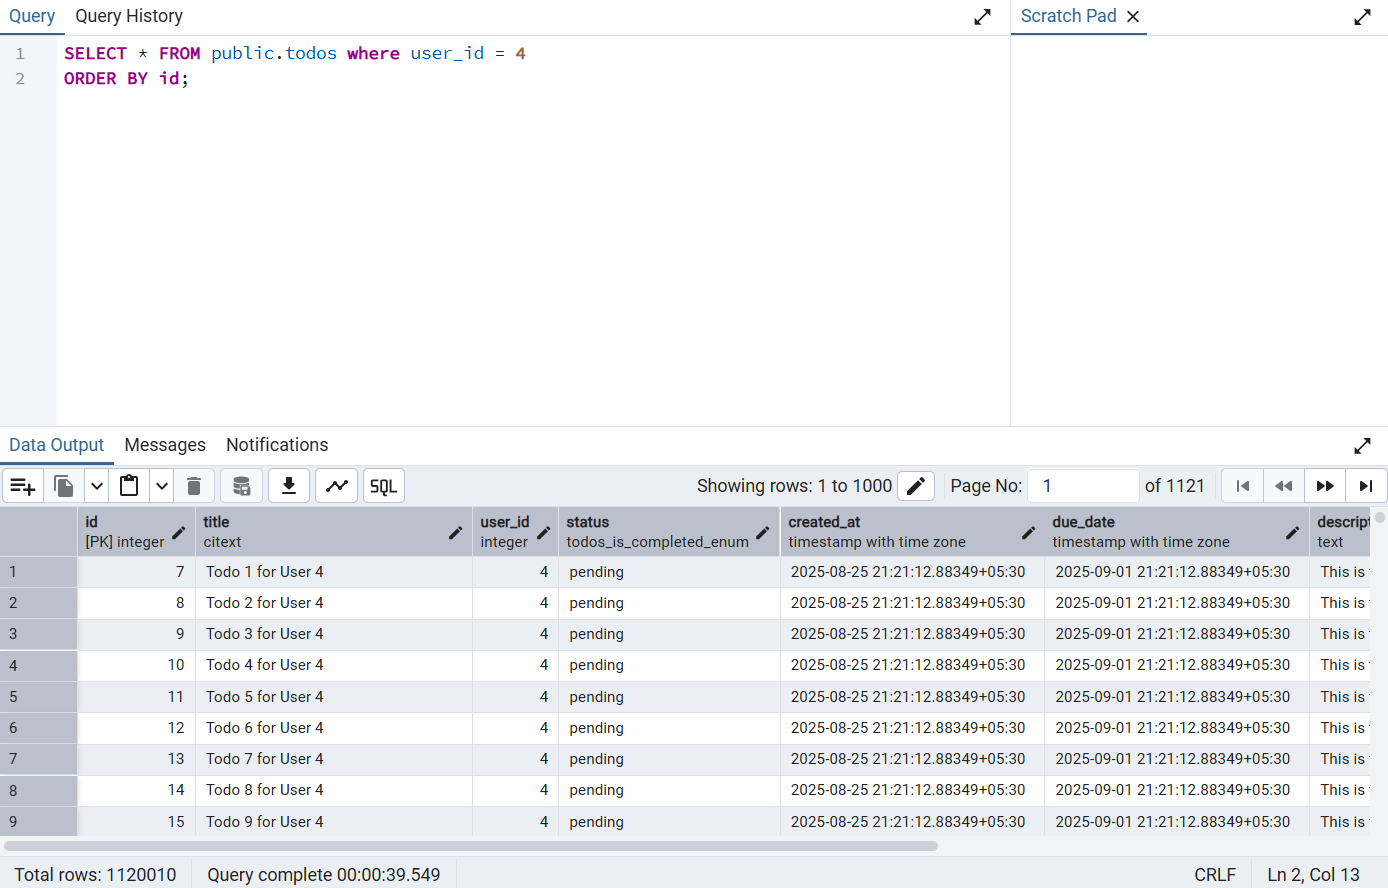 Query Query History Scratch Pad
1 SELECT * FROM public.todos where user_id = 4
2 ORDER BY id;
Data Output Messages Notifications
SQL Showing rows: 1 to 1000 Page No: 1 of 1121
id title user_id status created_at due_date descript
[PK] integer citext integer todos_is_completed_enum timestamp with time zone timestamp with time zone text
1 7 Todo 1 for User 4 4 pending 2025-08-25 21:21:12.88349+05:30 2025-09-01 21:21:12.88349+05:30 This is
2 8 Todo 2 for User 4 4 pending 2025-08-25 21:21:12.88349+05:30 2025-09-01 21:21:12.88349+05:30 This is
3 9 Todo 3 for User 4 4 pending 2025-08-25 21:21:12.88349+05:30 2025-09-01 21:21:12.88349+05:30 This is
4 10 Todo 4 for User 4 4 pending 2025-08-25 21:21:12.88349+05:30 2025-09-01 21:21:12.88349+05:30 This is
5 11 Todo 5 for User 4 4 pending 2025-08-25 21:21:12.88349+05:30 2025-09-01 21:21:12.88349+05:30 This is
6 12 Todo 6 for User 4 4 pending 2025-08-25 21:21:12.88349+05:30 2025-09-01 21:21:12.88349+05:30 This is
7 13 Todo 7 for User 4 4 pending 2025-08-25 21:21:12.88349+05:30 2025-09-01 21:21:12.88349+05:30 This is
8 14 Todo 8 for User 4 4 pending 2025-08-25 21:21:12.88349+05:30 2025-09-01 21:21:12.88349+05:30 This is
9 15 Todo 9 for User 4 4 pending 2025-08-25 21:21:12.88349+05:30 2025-09-01 21:21:12.88349+05:30 This is
Total rows: 1120010 Query complete 00:00:39.549 CRLF Ln 2, Col 13